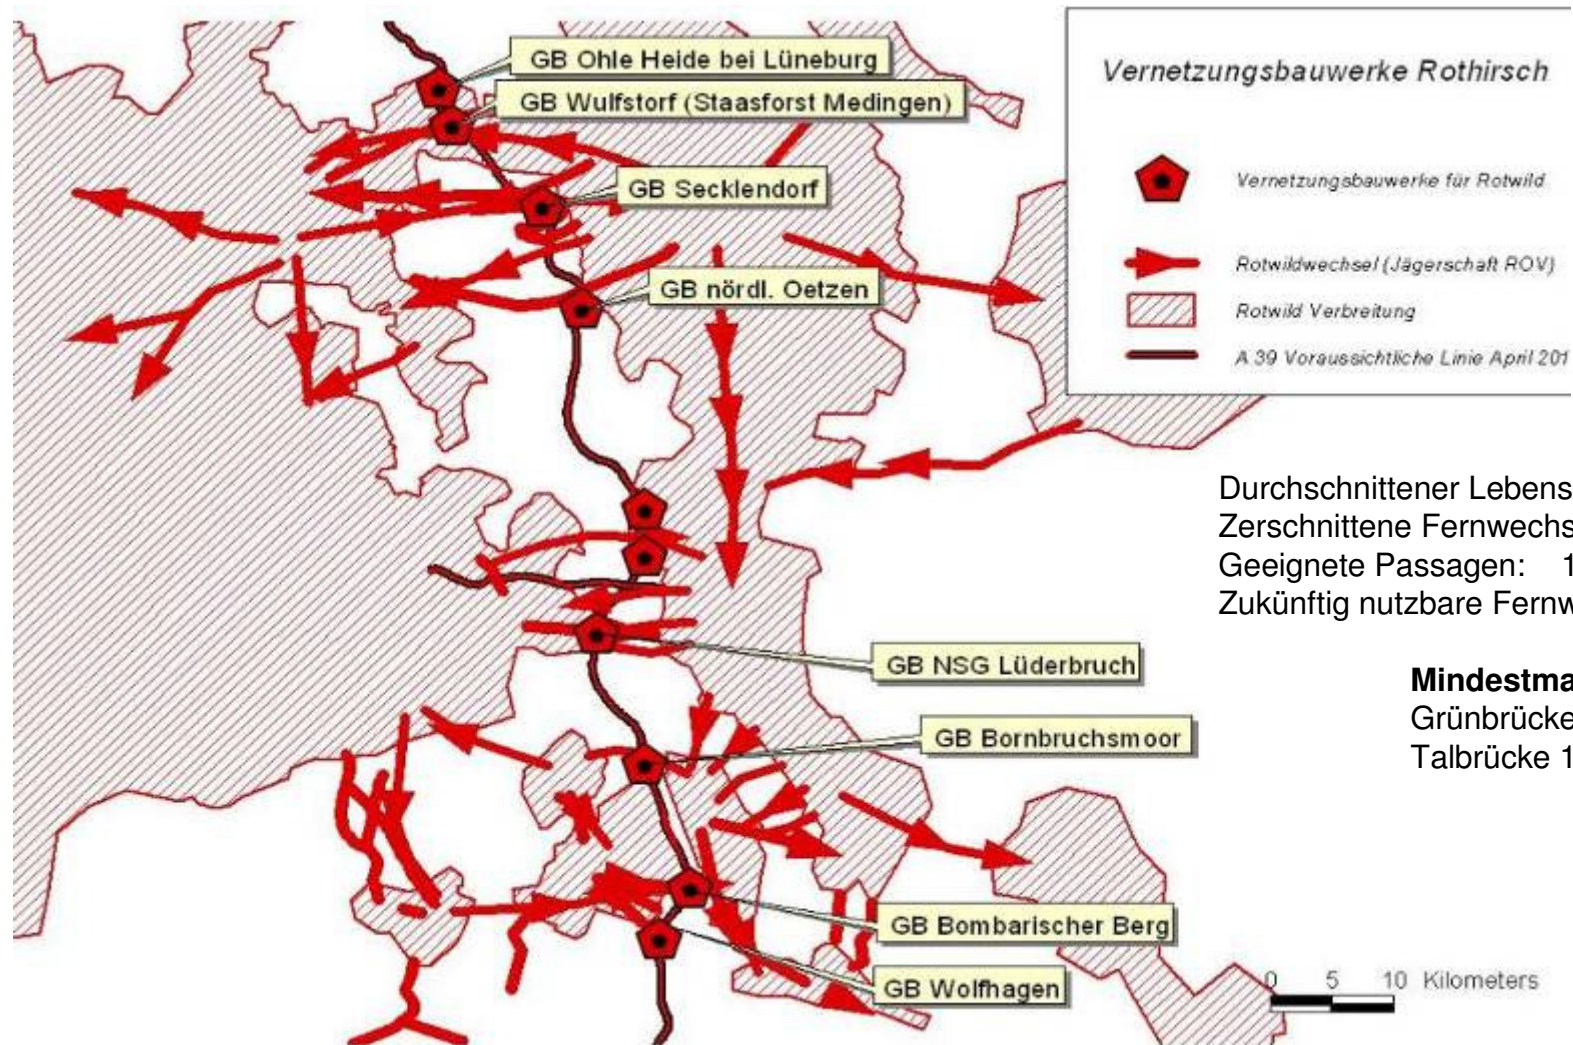 GB Ohle Heide bei Lüneburg
GB Wulfstorf (Staasforst Medingen)
GB Secklendorf
GB nördl. Oetzen
GB NSG Lüderbruch
GB Bornbruchsmoor
GB Bombarischer Berg
GB Wolfhagen
Vernetzungsbauwerke Rothirsch
Vernetzungsbauwerke für Rotwild
Rotwildwechsel (Jägerschaft ROV)
Rotwild Verbreitung
A 39 Voraussichtliche Linie April 201
Durchschnittener Lebens
Zerschnittene Fernwechs
Geeignete Passagen: 1
Zukünftig nutzbare Fernw
Mindestma
Grünbrücke
Talbrücke 1
0 5 10 Kilometers